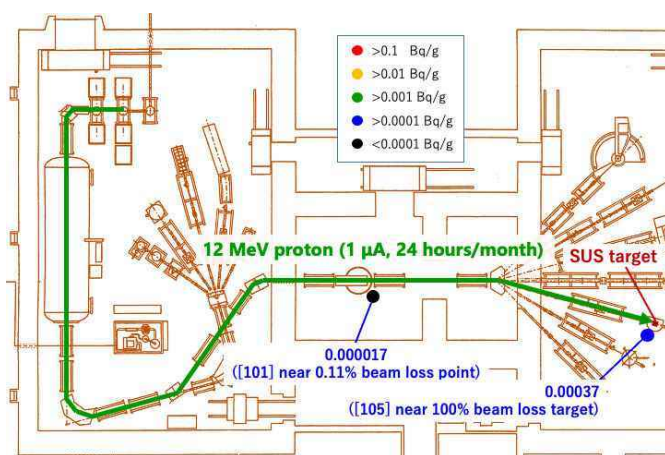 >0.1 Bq/g
>0.01 Bq/g
>0.001 Bq/g
>0.0001 Bq/g
<0.0001 Bq/g
12 MeV proton (1 μA, 24 hours/month)
SUS target
0.000017
([101] near 0.11% beam loss point)
0.00037
([105] near 100% beam loss target)